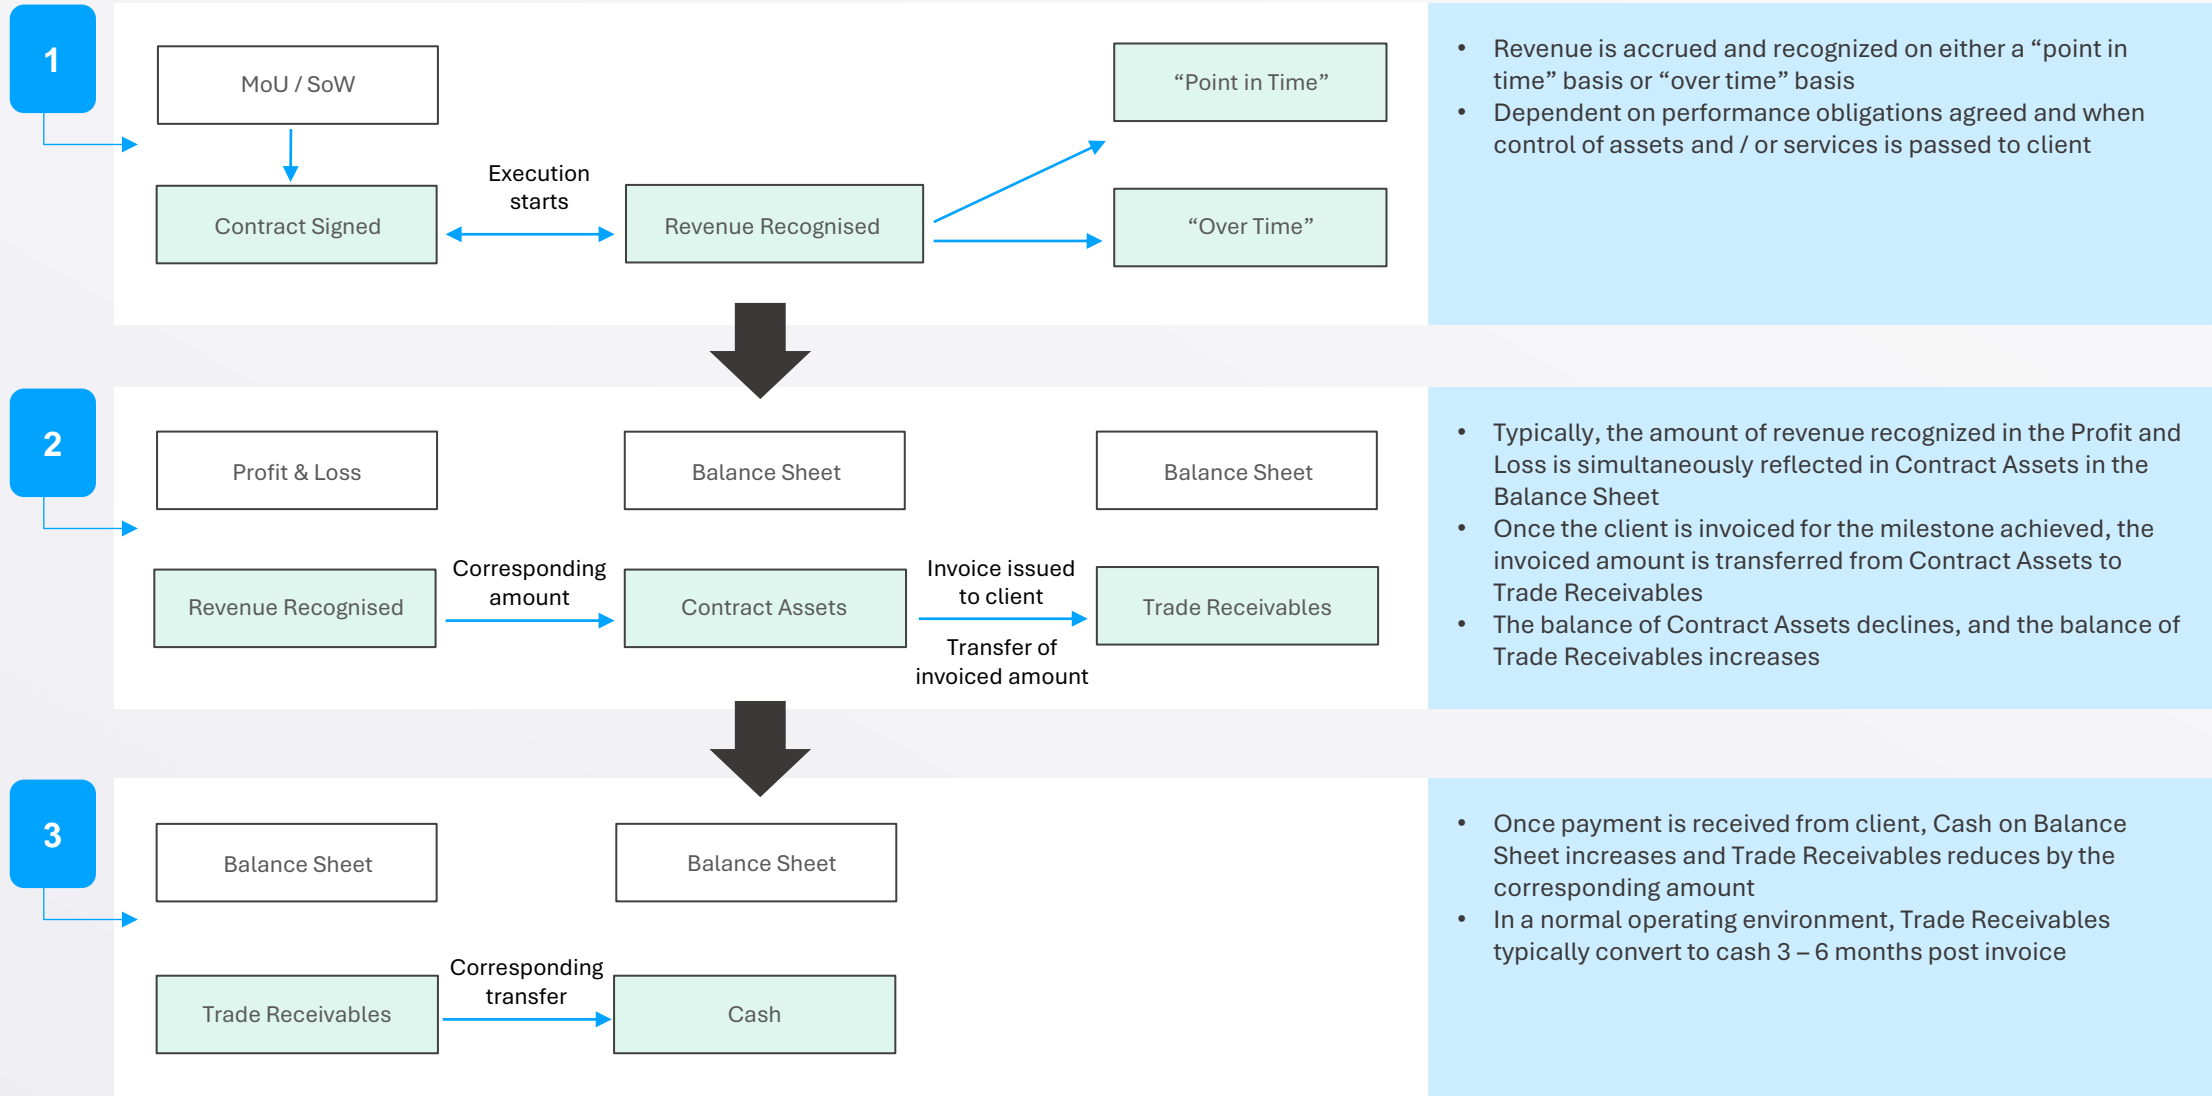 1
MoU / SoW
Contract Signed
Execution
starts
Revenue Recognised
“Point in Time”
“Over Time”
• Revenue is accrued and recognized on either a “point in
time” basis or “over time” basis
• Dependent on performance obligations agreed and when
control of assets and / or services is passed to client
2
Profit & Loss
Balance Sheet
Balance Sheet
Revenue Recognised
Corresponding
amount
Contract Assets
Invoice issued
to client
Transfer of
invoiced amount
Trade Receivables
• Typically, the amount of revenue recognized in the Profit and
Loss is simultaneously reflected in Contract Assets in the
Balance Sheet
• Once the client is invoiced for the milestone achieved, the
invoiced amount is transferred from Contract Assets to
Trade Receivables
• The balance of Contract Assets declines, and the balance of
Trade Receivables increases
3
Balance Sheet
Balance Sheet
Trade Receivables
Corresponding
transfer
Cash
• Once payment is received from client, Cash on Balance
Sheet increases and Trade Receivables reduces by the
corresponding amount
• In a normal operating environment, Trade Receivables
typically convert to cash 3 – 6 months post invoice